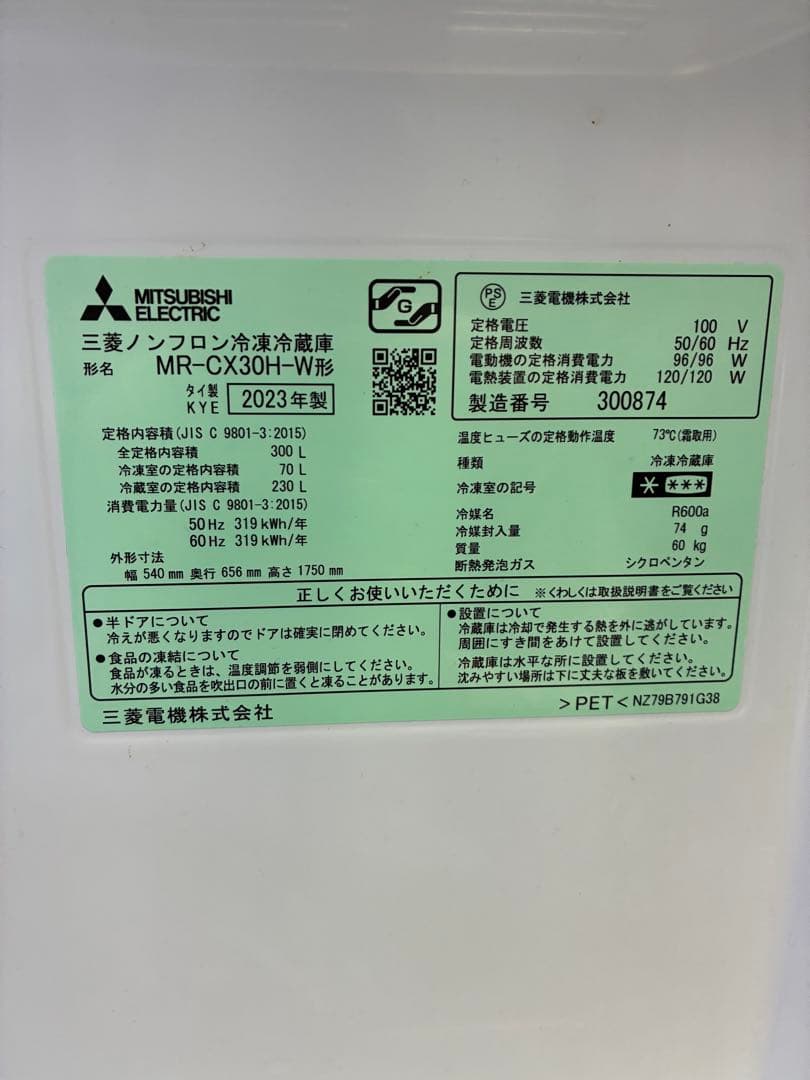 MITSUBISHI
ELECTRIC
三菱ノンフロン冷凍冷蔵庫
形名 MR-CX30H-W形
タイ製
KYE 2023年製
G
PSE 三菱電機株式会社
定格電圧 100 V
定格周波数 50/60 Hz
電動機の定格消費電力 96/96 W
電熱装置の定格消費電力 120/120 W
製造番号 300874
定格内容積(JIS C 9801-3:2015)
全定格内容積 300 L
冷凍室の定格内容積 70 L
冷蔵室の定格内容積 230 L
消費電力量(JIS C 9801-3:2015)
50Hz 319kWh/年
60Hz 319kWh/年
外形寸法
幅 540mm 奥行 656mm 高さ 1750mm
温度ヒューズの定格動作温度 73℃(霜取用)
種類 冷凍冷蔵庫
冷凍室の記号 * ***
冷媒名 R600a
冷媒封入量 74 g
質量 60 kg
断熱発泡ガス シクロペンタン
正しくお使いいただくために ※くわしくは取扱説明書をご覧ください
●半ドアについて
冷えが悪くなりますのでドアは確実に閉めてください。
●食品の凍結について
食品が凍るときは、温度調節を弱側にしてください。
水分の多い食品を吹出口の前に置くと凍ることがあります。
●設置について
冷蔵庫は冷却で発生する熱を外に逃がしています。
周囲にすき間をあけて設置してください。
冷蔵庫は水平な所に設置してください。
沈みやすい場所は下に丈夫な板を敷いてください。
三菱電機株式会社
>PET< NZ79B791G38